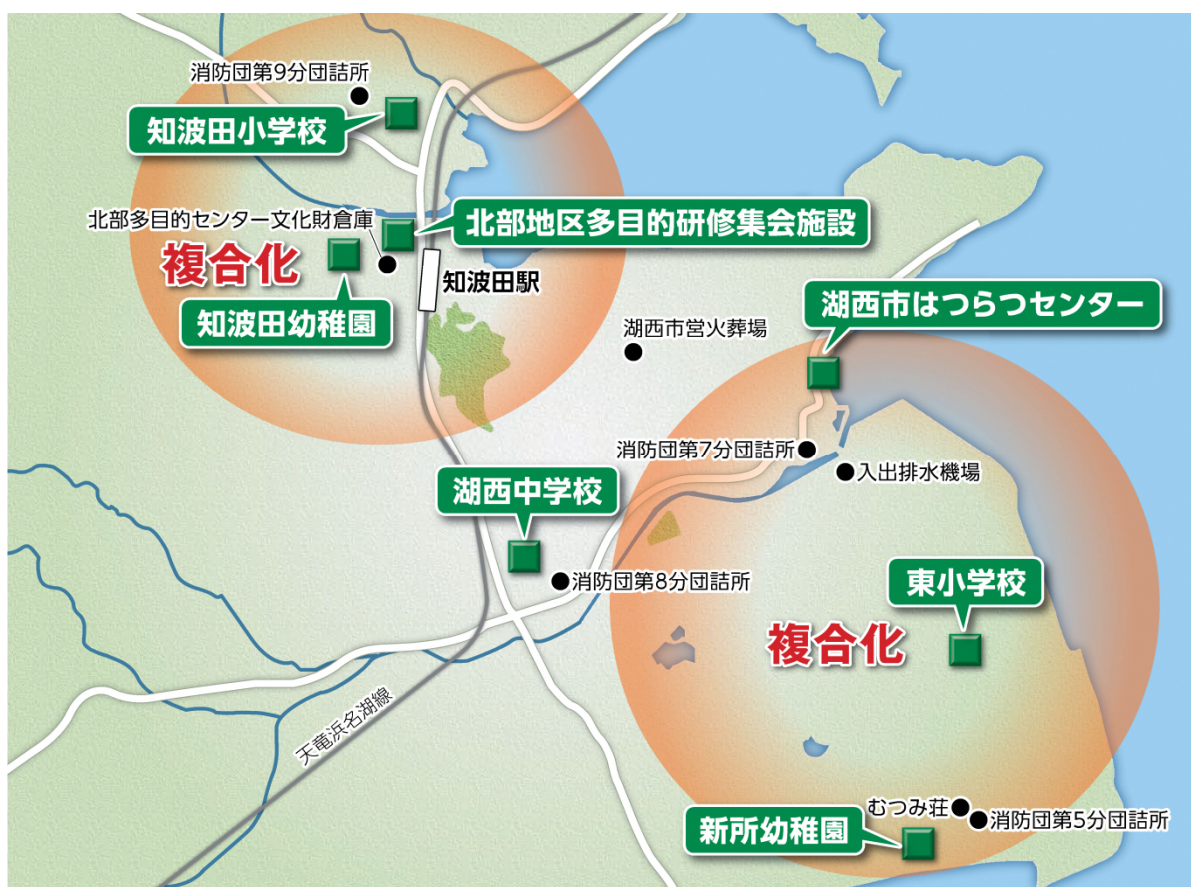 消防団第9分団詰所
知波田小学校
北部多目的センター文化財倉庫
北部地区多目的研修集会施設
複合化
知波田駅
知波田幼稚園
湖西市はつらつセンター
湖西市営火葬場
消防団第7分団詰所
入出排水機場
湖西中学校
消防団第8分団詰所
東小学校
複合化
天竜浜名湖線
むつみ荘
消防団第5分団詰所
新所幼稚園